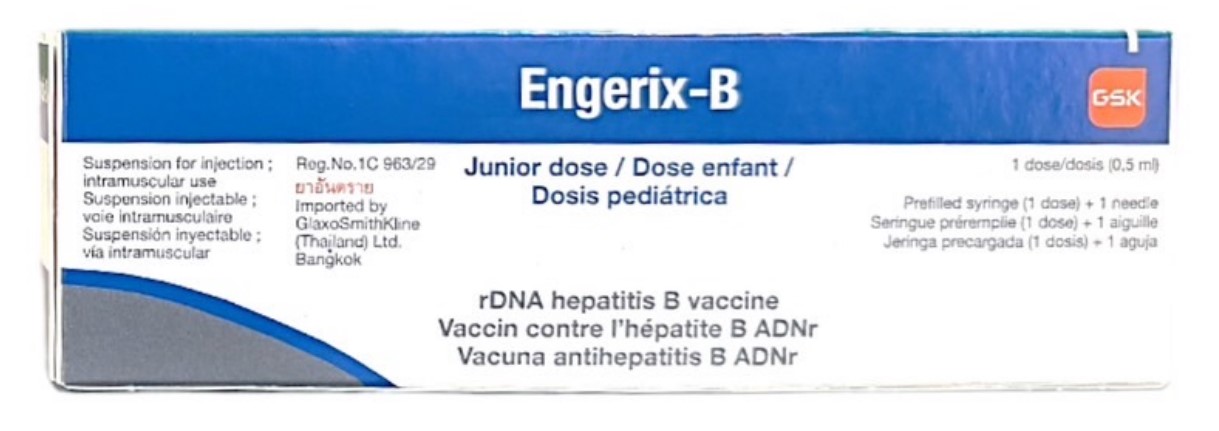 Engerix-B
GSK
Suspension for injection ;
intramuscular use
Suspension injectable ;
voie intramusculaire
Suspensión inyectable ;
vía intramuscular
Reg.No.1C 963/29
ยาอันตราย
Imported by
GlaxoSmithKline
(Thailand) Ltd.
Bangkok
Junior dose / Dose enfant /
Dosis pediátrica
1 dose/dosis (0,5 ml)
Prefilled syringe (1 dose) + 1 needle
Seringue préremplie (1 dose) + 1 aiguille
Jeringa precargada (1 dosis) + 1 aguja
rDNA hepatitis B vaccine
Vaccin contre l'hépatite B ADNr
Vacuna antihepatitis B ADNr